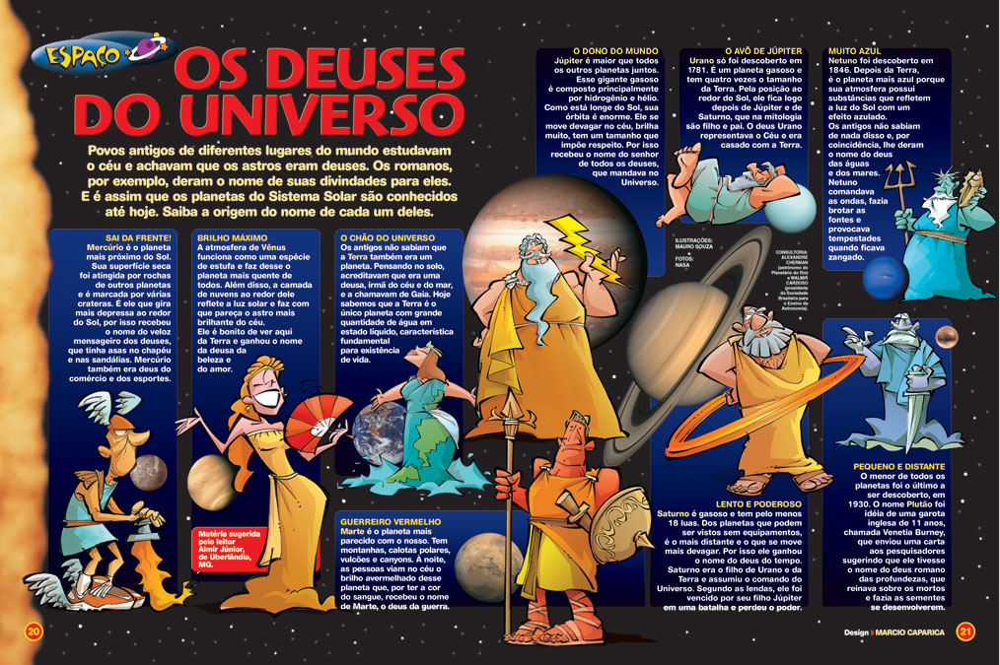 ESPAÇO
OS DEUSES
DO UNIVERSO
Povos antigos de diferentes lugares do mundo estudavam
o céu e achavam que os astros eram deuses. Os romanos,
por exemplo, deram o nome de suas divindades para eles.
E é assim que os planetas do Sistema Solar são conhecidos
até hoje. Saiba a origem do nome de cada um deles.
SAI DA FRENTE!
Mercúrio é o planeta
mais próximo do Sol.
Sua superfície seca
foi atingida por rochas
de outros planetas
e é marcada por várias
crateras. E ele que gira
mais depressa ao redor
do Sol, por isso recebeu
o nome do veloz
mensageiro dos deuses,
que tinha asas no chapéu
e nas sandálias. Mercúrio
também era deus do
comércio e dos esportes.
BRILHO MÁXIMO
A atmosfera de Vênus
funciona como uma espécie
de estufa e faz desse o
planeta mais quente de
todos. Além disso, a camada
de nuvens ao redor dele
reflete a luz solar e faz com
que pareça o astro mais
brilhante do céu.
Ele é bonito de ver aqui
da Terra e ganhou o nome
da deusa da
beleza e
do amor.
Matéria sugerida
pelo leitor
Almir Júnior,
de Uberlândia,
MG.
O CHÃO DO UNIVERSO
Os antigos não sabiam que
a Terra também era um
planeta. Pensando no solo,
acreditavam que era uma
deusa, irmã do céu e do mar,
e a chamavam de Gaia. Hoje
sabemos que a Terra é o
único planeta com grande
quantidade de água em
estado líquido, característica
fundamental
para existência
de vida.
GUERREIRO VERMELHO
Marte é o planeta mais
parecido com o nosso. Tem
montanhas, calotas polares,
vulcões e canyons. À noite,
as pessoas viam no céu o
brilho avermelhado desse
planeta que, por ter a cor
do sangue, recebeu o nome
de Marte, o deus da guerra.
O DONO DO MUNDO
Júpiter é maior que todos
os outros planetas juntos.
Esse gigante gasoso
é composto principalmente
por hidrogênio e hélio.
Como está longe do Sol, sua
órbita é enorme. Ele se
move devagar no céu, brilha
muito, tem um tamanho que
impõe respeito. Por isso
recebeu o nome do senhor
de todos os deuses,
que mandava no
Universo.
O AVÔ DE JÚPITER
Urano só foi descoberto em
1781. É um planeta gasoso e
tem quatro vezes o tamanho
da Terra. Pela posição ao
redor do Sol, ele fica logo
depois de Júpiter e de
Saturno, que na mitologia
são filho e pai. O deus Urano
representava o Céu e era
casado com a Terra.
ILUSTRAÇÕES:
MAURO SOUZA
FOTOS:
NASA
CONSULTORIA:
ALEXANDRE
CHERMAN
(astrônomo do
Planetário do Rio)
e WALMIR
CARDOSO
(presidente
da Sociedade
Brasileira para
o Ensino de
Astronomia).
MUITO AZUL
Netuno foi descoberto em
1846. Depois da Terra,
é o planeta mais azul porque
sua atmosfera possui
substâncias que refletem
a luz do Sol com um
efeito azulado.
Os antigos não sabiam
de nada disso e, por
coincidência, lhe deram
o nome do deus
das águas
e dos mares.
Netuno
comandava
as ondas, fazia
brotar as
fontes e
provocava
tempestades
quando ficava
zangado.
LENTO E PODEROSO
Saturno é gasoso e tem pelo menos
18 luas. Dos planetas que podem
ser vistos sem equipamentos,
é o mais distante e o que se move
mais devagar. Por isso ele ganhou
o nome do deus do tempo.
Saturno era o filho de Urano e da
Terra e assumiu o comando do
Universo. Segundo as lendas, ele foi
vencido por seu filho Júpiter
em uma batalha e perdeu o poder.
PEQUENO E DISTANTE
O menor de todos os
planetas foi o último a
ser descoberto, em
1930. O nome Plutão foi
idéia de uma garota
inglesa de 11 anos,
chamada Venetia Burney,
que enviou uma carta
aos pesquisadores
sugerindo que ele tivesse
o nome do deus romano
das profundezas, que
reinava sobre os mortos
e fazia as sementes
se desenvolverem.
20
Design MARCIO CAPARICA
21